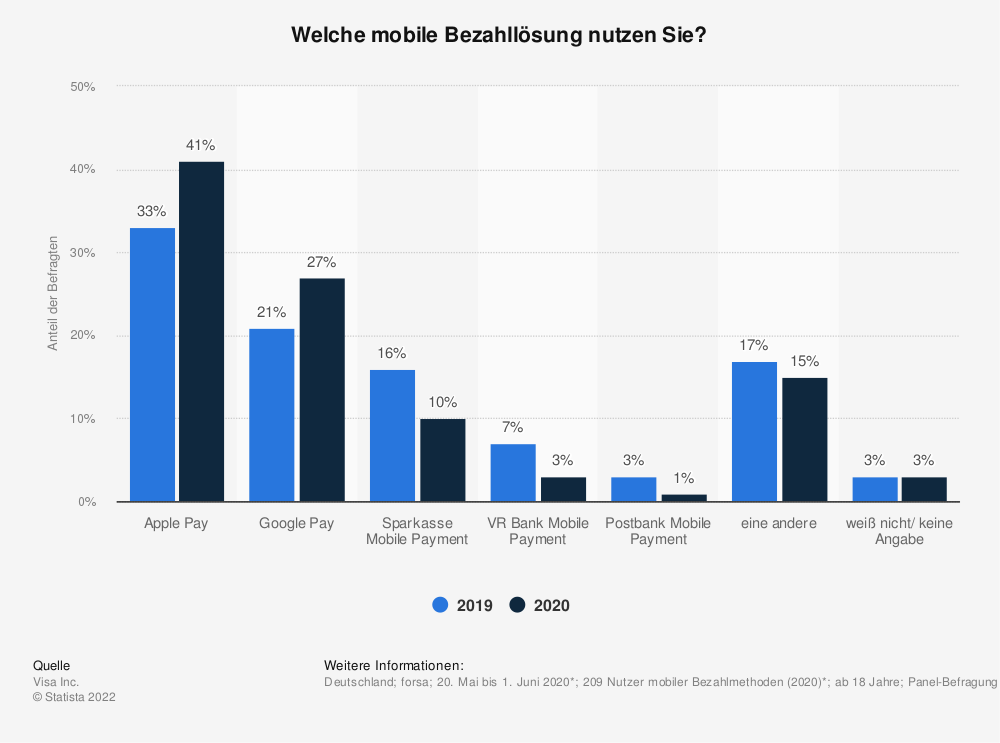 Welche mobile Bezahllösung nutzen Sie?
50%
40%
30%
20%
10%
0%
Anteil der Befragten
33%
41%
21%
27%
16%
10%
7%
3%
3%
1%
17%
15%
3%
3%
Apple Pay
Google Pay
Sparkasse
Mobile Payment
VR Bank Mobile
Payment
Postbank Mobile
Payment
eine andere
weiß nicht/ keine
Angabe
2019
2020
Quelle
Visa Inc.
© Statista 2022
Weitere Informationen:
Deutschland; forsa; 20. Mai bis 1. Juni 2020*; 209 Nutzer mobiler Bezahlmethoden (2020)*; ab 18 Jahre; Panel-Befragung